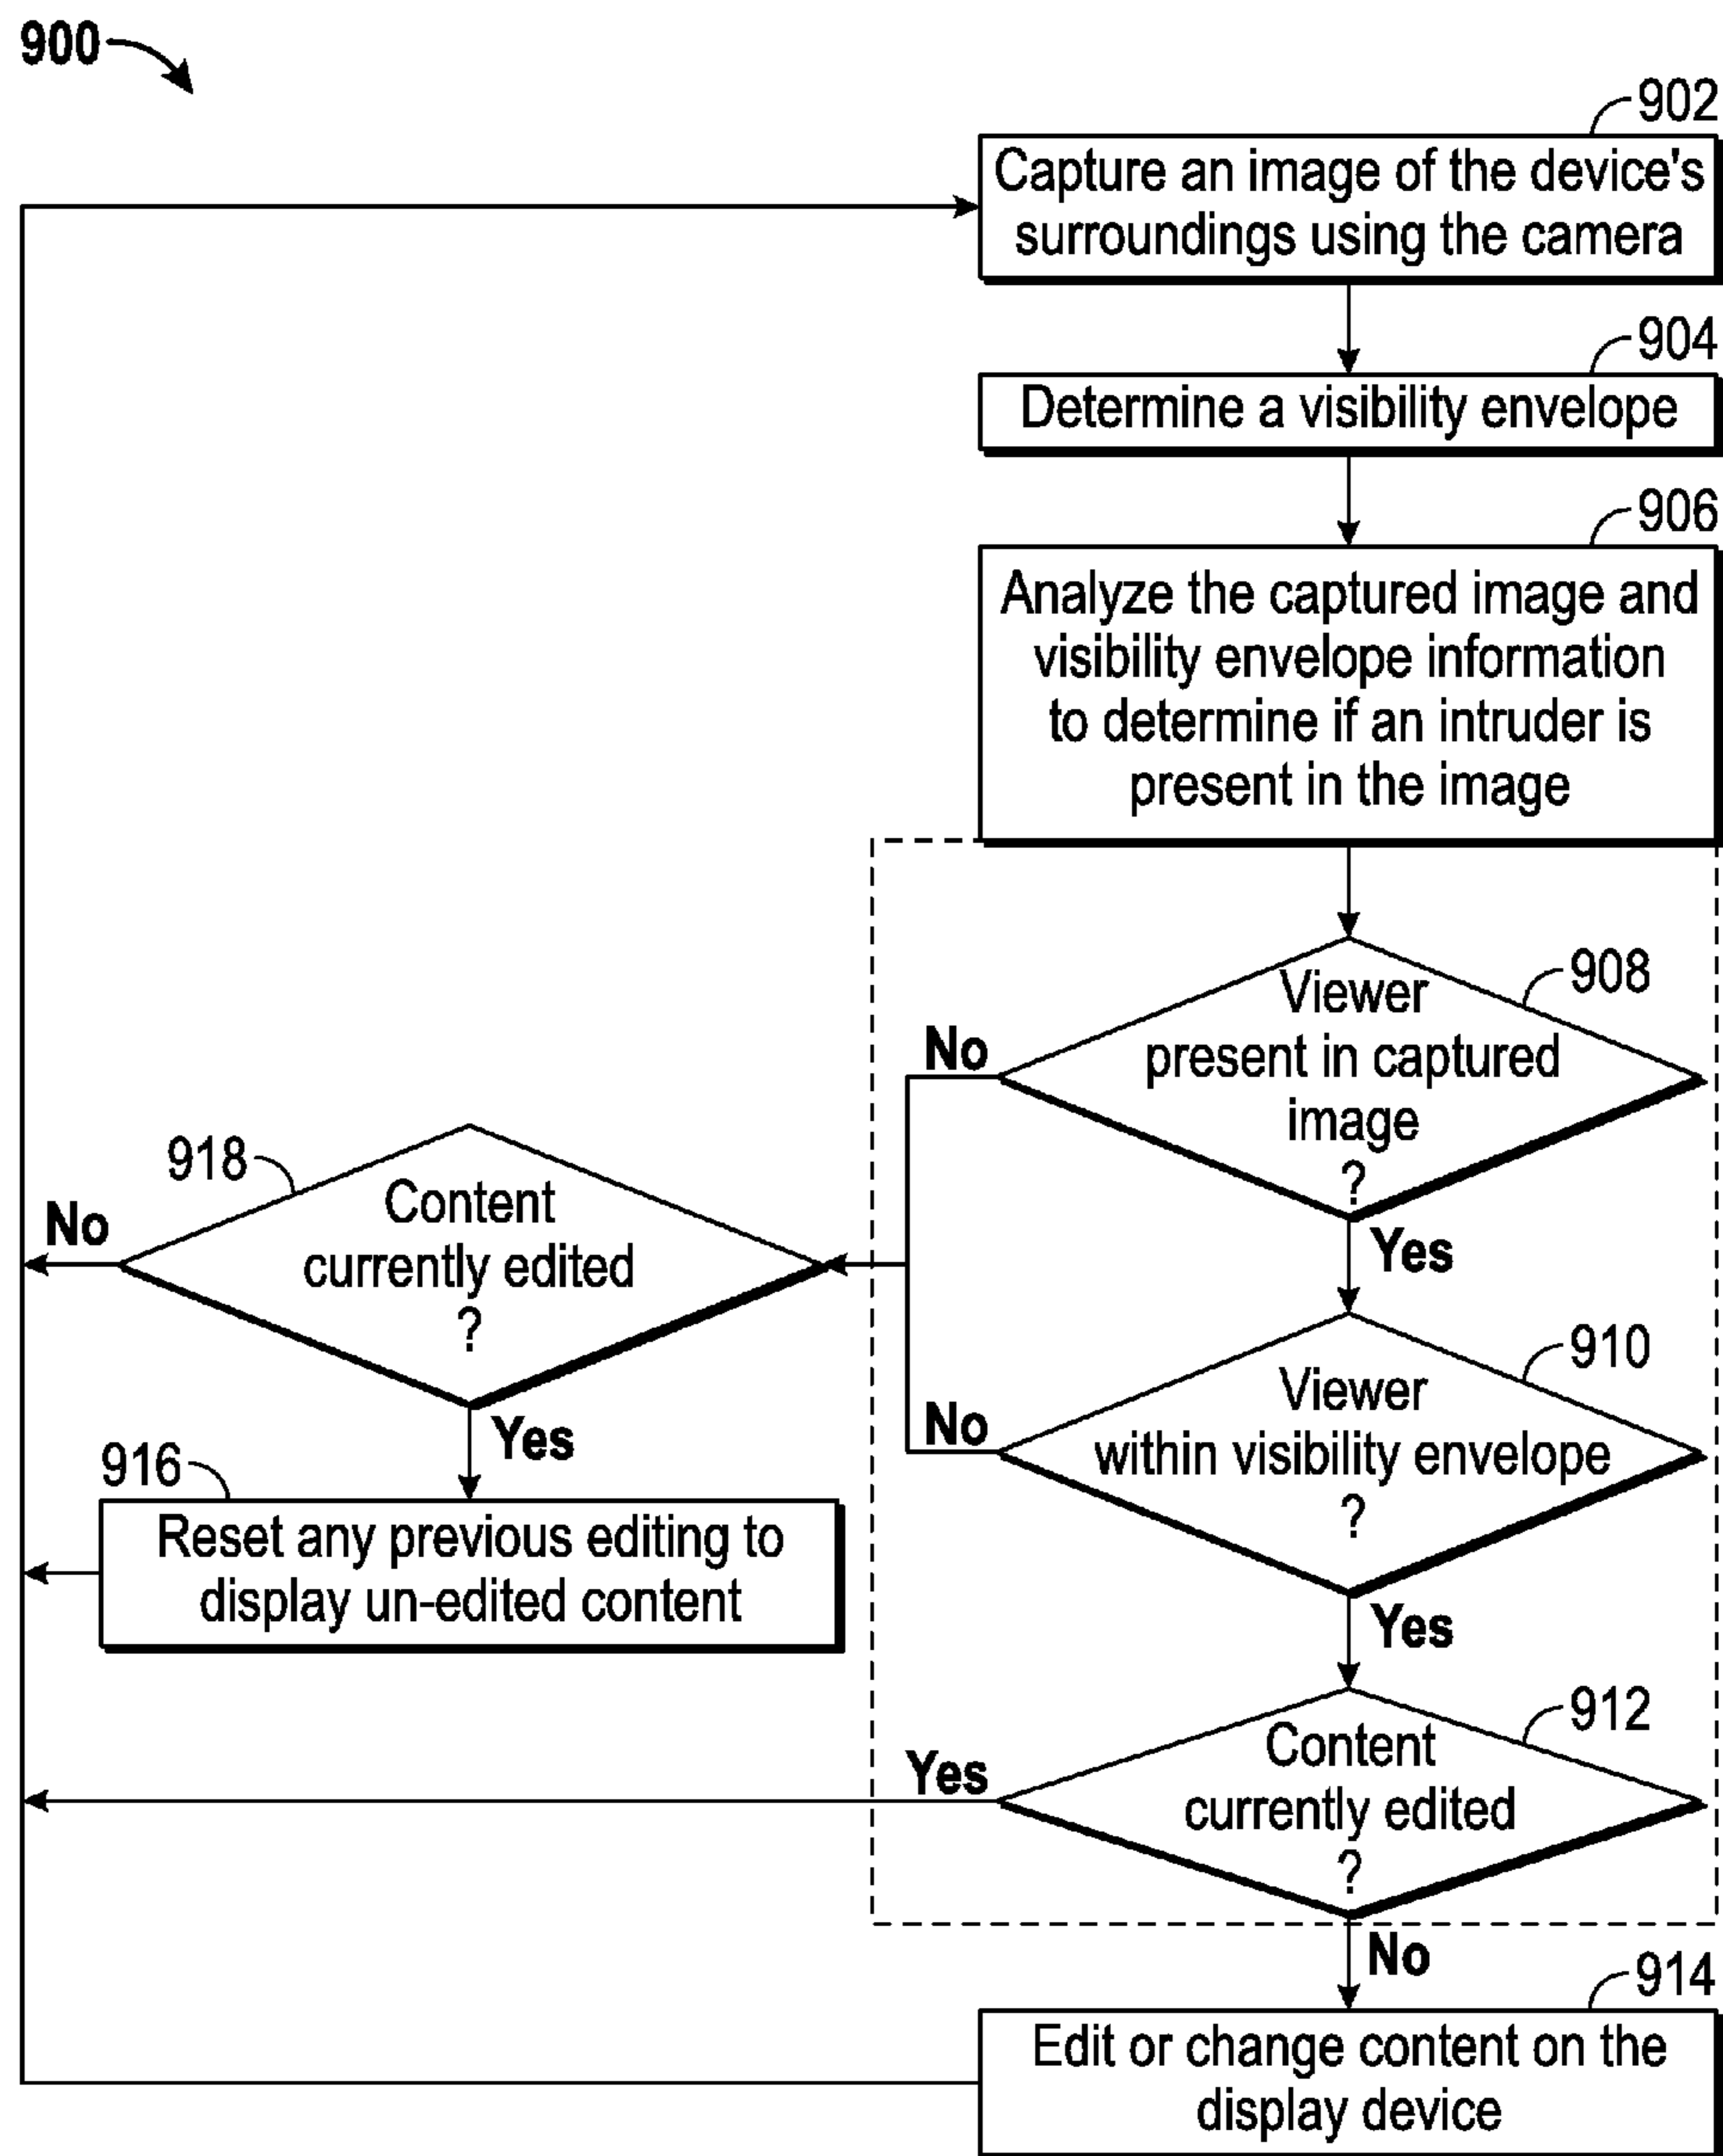 900
902
Capture an image of the device's
surroundings using the camera
904
Determine a visibility envelope
906
Analyze the captured image and
visibility envelope information
to determine if an intruder is
present in the image
908
Viewer
present in captured
image
?
No
Yes
918
Content
currently edited
?
No
Yes
910
Viewer
within visibility envelope
?
No
Yes
916
Reset any previous editing to
display un-edited content
912
Content
currently edited
?
Yes
No
914
Edit or change content on the
display device